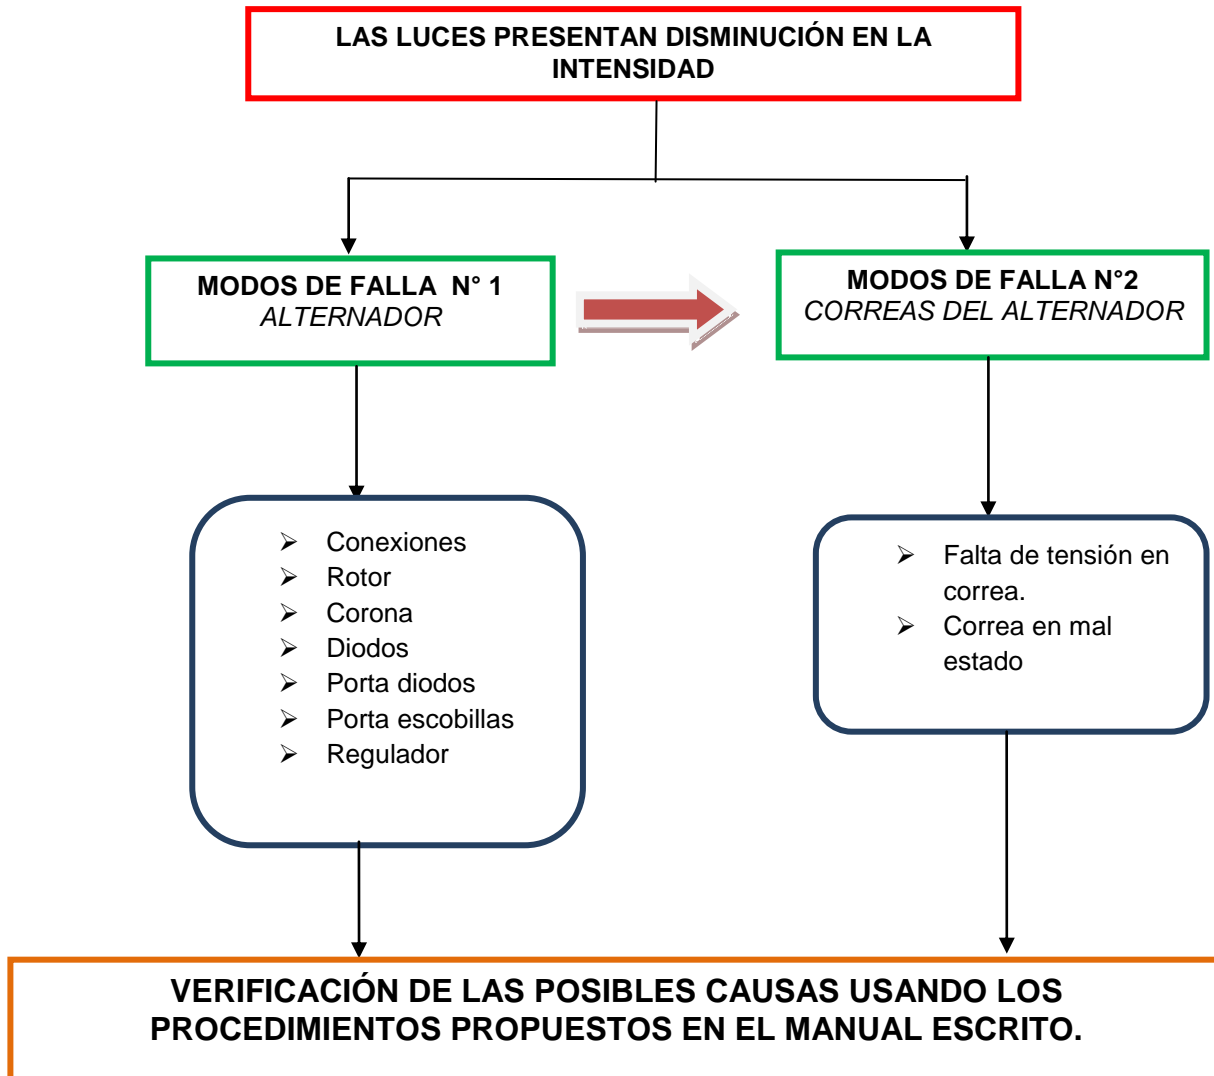 LAS LUCES PRESENTAN DISMINUCIÓN EN LA
INTENSIDAD
MODOS DE FALLA N° 1
ALTERNADOR
MODOS DE FALLA N°2
CORREAS DEL ALTERNADOR
➢ Conexiones
➢ Rotor
➢ Corona
➢ Diodos
➢ Porta diodos
➢ Porta escobillas
➢ Regulador
➢ Falta de tensión en
correa.
➢ Correa en mal
estado
VERIFICACIÓN DE LAS POSIBLES CAUSAS USANDO LOS
PROCEDIMIENTOS PROPUESTOS EN EL MANUAL ESCRITO.